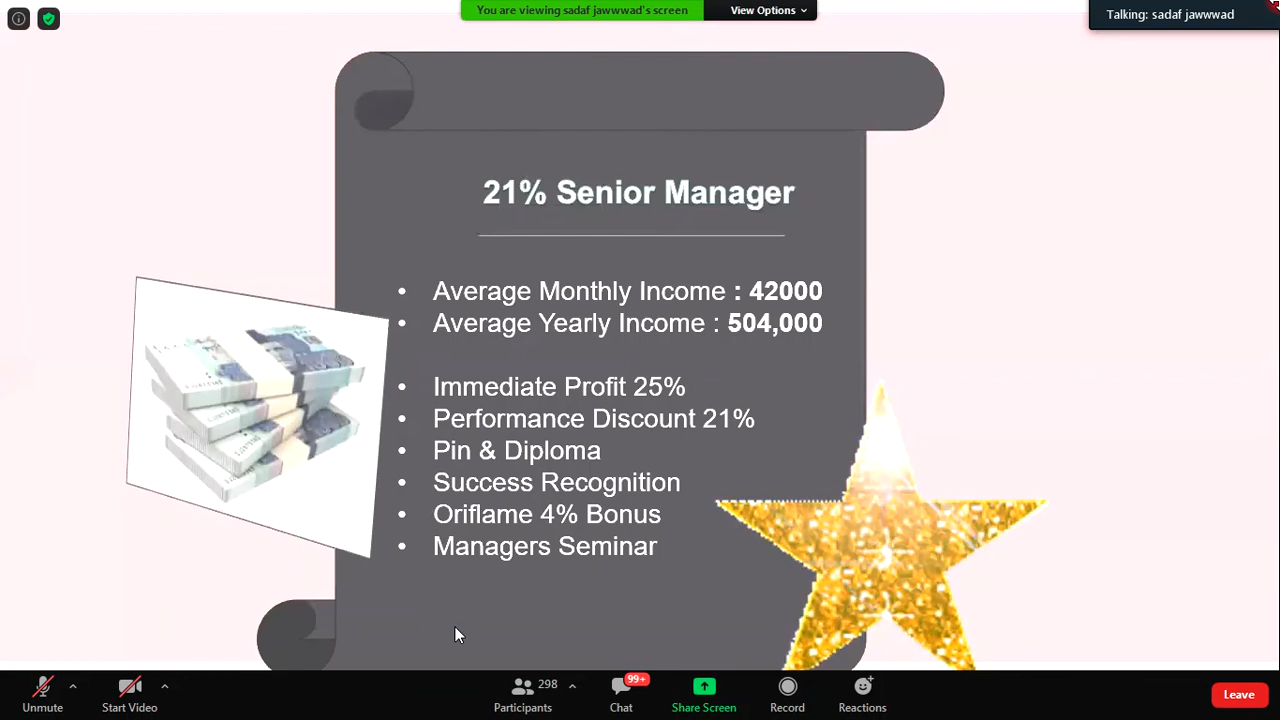 You are viewing sadaf jawwwad's screen
View Options
Talking: sadaf jawwwad
21% Senior Manager
• Average Monthly Income : 42000
• Average Yearly Income : 504,000
• Immediate Profit 25%
• Performance Discount 21%
• Pin & Diploma
• Success Recognition
• Oriflame 4% Bonus
• Managers Seminar
298
99+
Unmute
Start Video
Participants
Chat
Share Screen
Record
Reactions
Leave